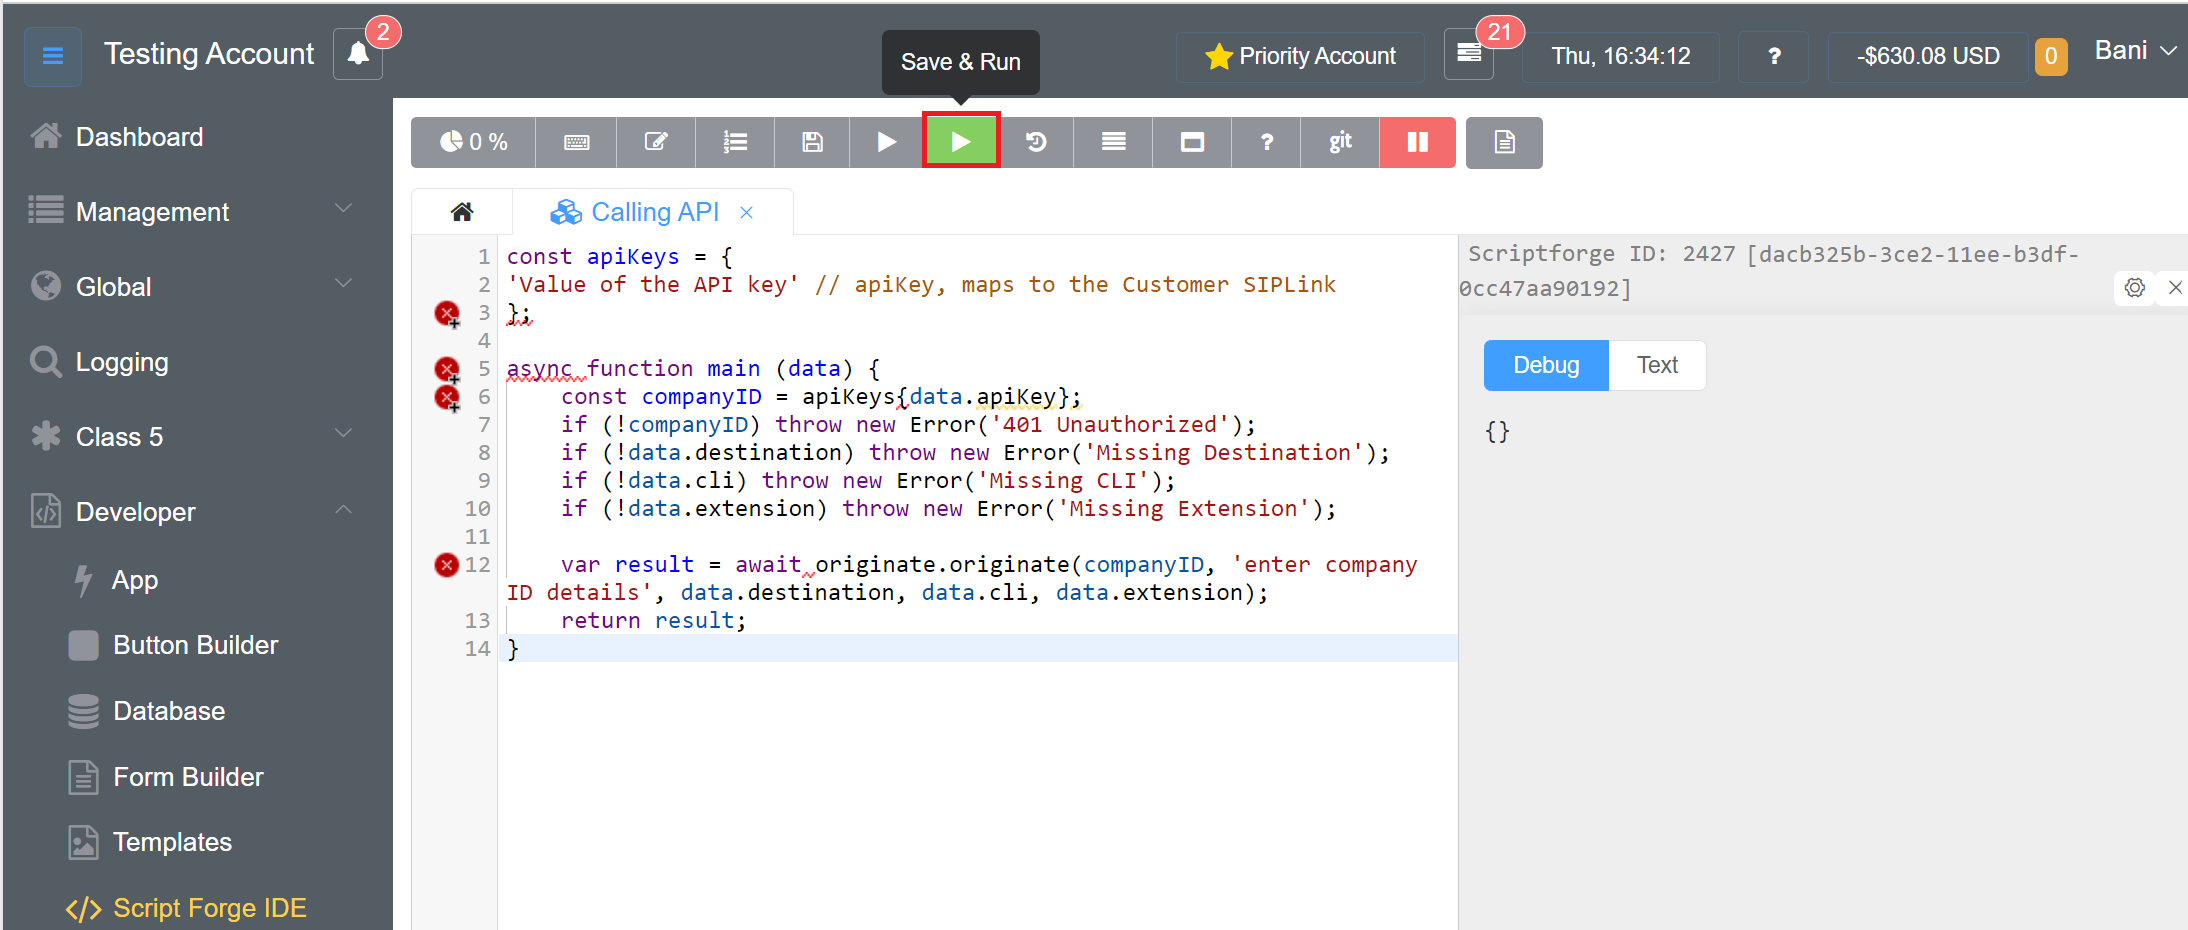 Testing Account
2
Save & Run
Priority Account
21
Thu, 16:34:12
?
-$630.08 USD
0
Bani
Dashboard
Management
Global
Logging
Class 5
Developer
App
Button Builder
Database
Form Builder
Templates
</> Script Forge IDE
0 %
?
git
Calling API ×
1 const apiKeys = {
2 'Value of the API key' // apiKey, maps to the Customer SIPLink
3 };
4
5 async function main (data) {
6 const companyID = apiKeys{data.apiKey};
7 if (!companyID) throw new Error('401 Unauthorized');
8 if (!data.destination) throw new Error('Missing Destination');
9 if (!data.cli) throw new Error('Missing CLI');
10 if (!data.extension) throw new Error('Missing Extension');
11
12 var result = await originate.originate(companyID, 'enter company
ID details', data.destination, data.cli, data.extension);
13 return result;
14 }
Scriptforge ID: 2427 [dacb325b-3ce2-11ee-b3df-
0cc47aa90192]
Debug
Text
{}